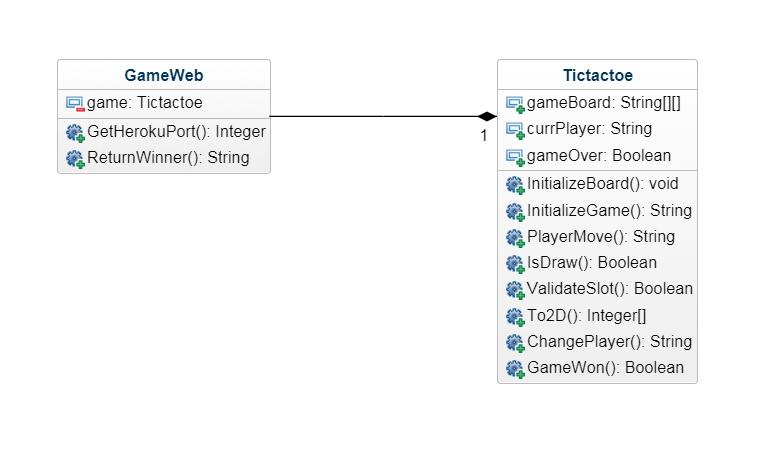 GameWeb
game: Tictactoe
GetHerokuPort(): Integer
ReturnWinner(): String
1
Tictactoe
gameBoard: String[][]
currPlayer: String
gameOver: Boolean
InitializeBoard(): void
InitializeGame(): String
PlayerMove(): String
IsDraw(): Boolean
ValidateSlot(): Boolean
To2D(): Integer[]
ChangePlayer(): String
GameWon(): Boolean